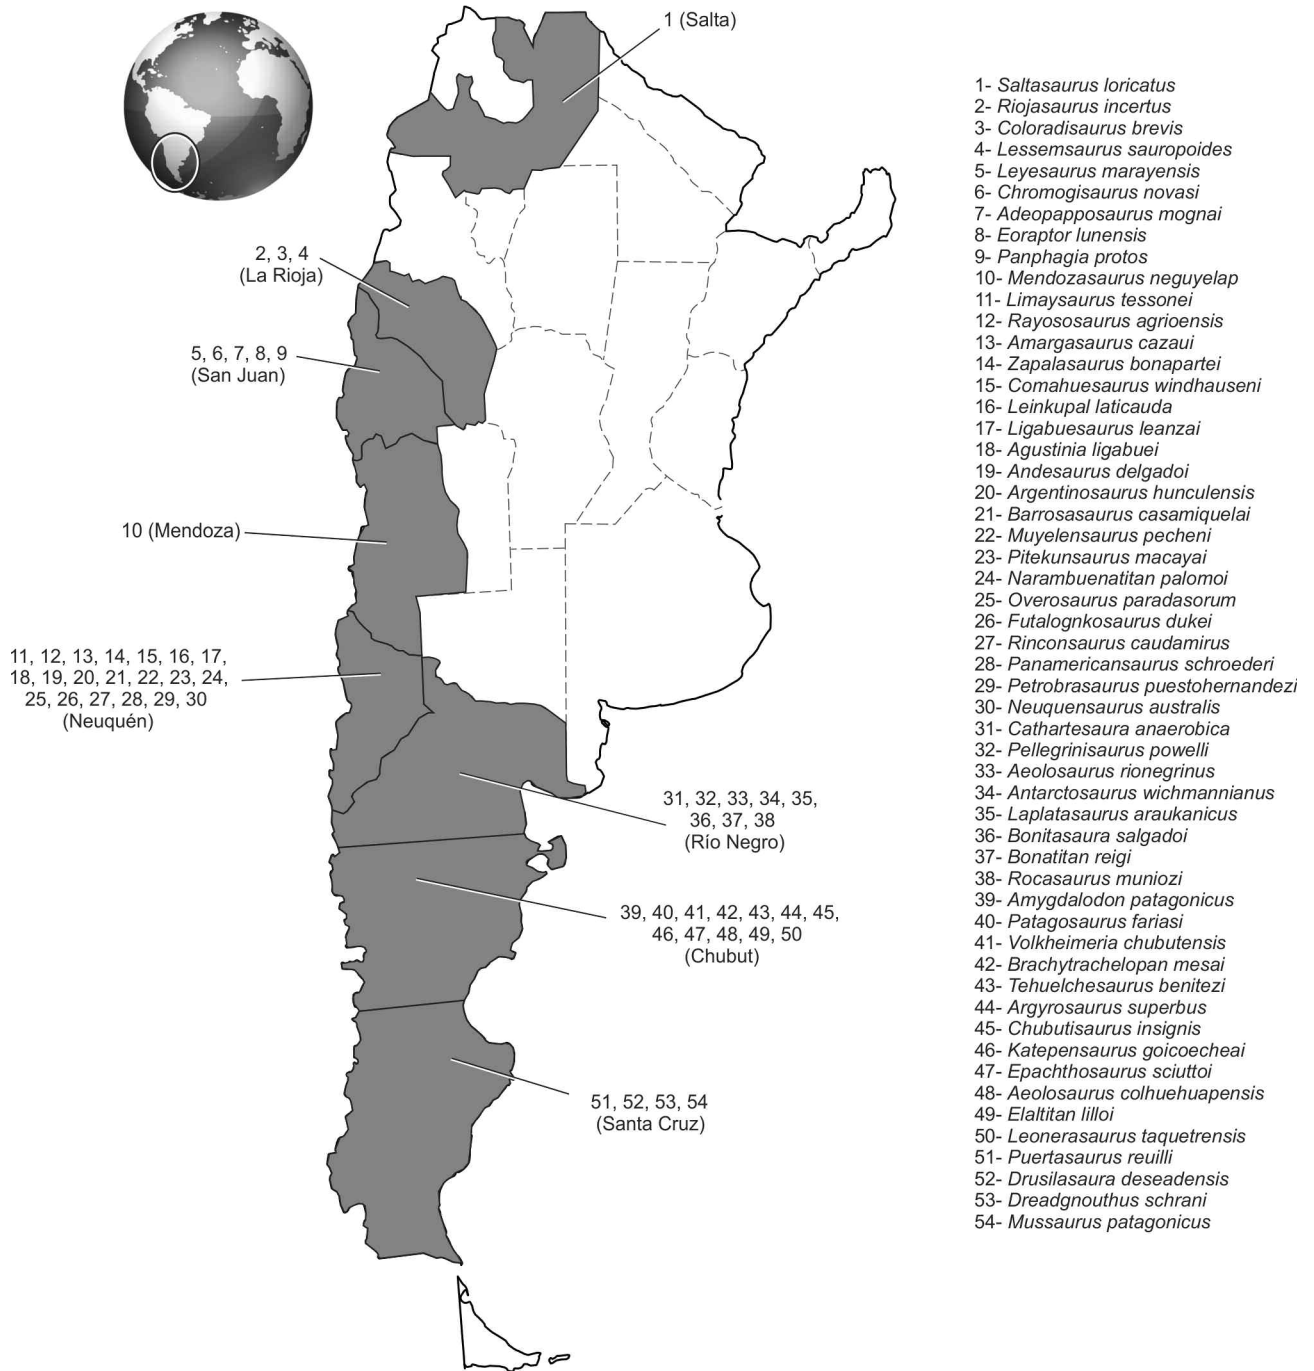 1 (Salta)
2, 3, 4
(La Rioja)
5, 6, 7, 8, 9
(San Juan)
10 (Mendoza)
11, 12, 13, 14, 15, 16, 17,
18, 19, 20, 21, 22, 23, 24,
25, 26, 27, 28, 29, 30
(Neuquén)
31, 32, 33, 34, 35,
36, 37, 38
(Río Negro)
39, 40, 41, 42, 43, 44, 45,
46, 47, 48, 49, 50
(Chubut)
51, 52, 53, 54
(Santa Cruz)
1- Saltasaurus loricatus
2- Riojasaurus incertus
3- Coloradisaurus brevis
4- Lessemsaurus sauropoides
5- Leyesaurus marayensis
6- Chromogisaurus novasi
7- Adeopapposaurus mognai
8- Eoraptor lunensis
9- Panphagia protos
10- Mendozasaurus neguyelap
11- Limaysaurus tessonei
12- Rayososaurus agrioensis
13- Amargasaurus cazaui
14- Zapalasaurus bonapartei
15- Comahuesaurus windhauseni
16- Leinkupal laticauda
17- Ligabuesaurus leanzai
18- Agustinia ligabuei
19- Andesaurus delgadoi
20- Argentinosaurus hunculensis
21- Barrosasaurus casamiquelai
22- Muyelensaurus pecheni
23- Pitekunsaurus macayai
24- Narambuenatitan palomoi
25- Overosaurus paradasorum
26- Futalognkosaurus dukei
27- Rinconsaurus caudamirus
28- Panamericansaurus schroederi
29- Petrobrasaurus puestohernandezi
30- Neuquensaurus australis
31- Cathartesaura anaerobica
32- Pellegrinisaurus powelli
33- Aeolosaurus rionegrinus
34- Antarctosaurus wichmannianus
35- Laplatasaurus araukanicus
36- Bonitasaura salgadoi
37- Bonatitan reigi
38- Rocasaurus muniozi
39- Amygdalodon patagonicus
40- Patagosaurus fariasi
41- Volkheimeria chubutensis
42- Brachytrachelopan mesai
43- Tehuelchesaurus benitezi
44- Argyrosaurus superbus
45- Chubutisaurus insignis
46- Katepensaurus goicoecheai
47- Epachthosaurus sciuttoi
48- Aeolosaurus colhuehuapensis
49- Elaltitan lilloi
50- Leonerasaurus taquetrensis
51- Puertasaurus reuilli
52- Drusilasaura deseadensis
53- Dreadgnouthus schrani
54- Mussaurus patagonicus